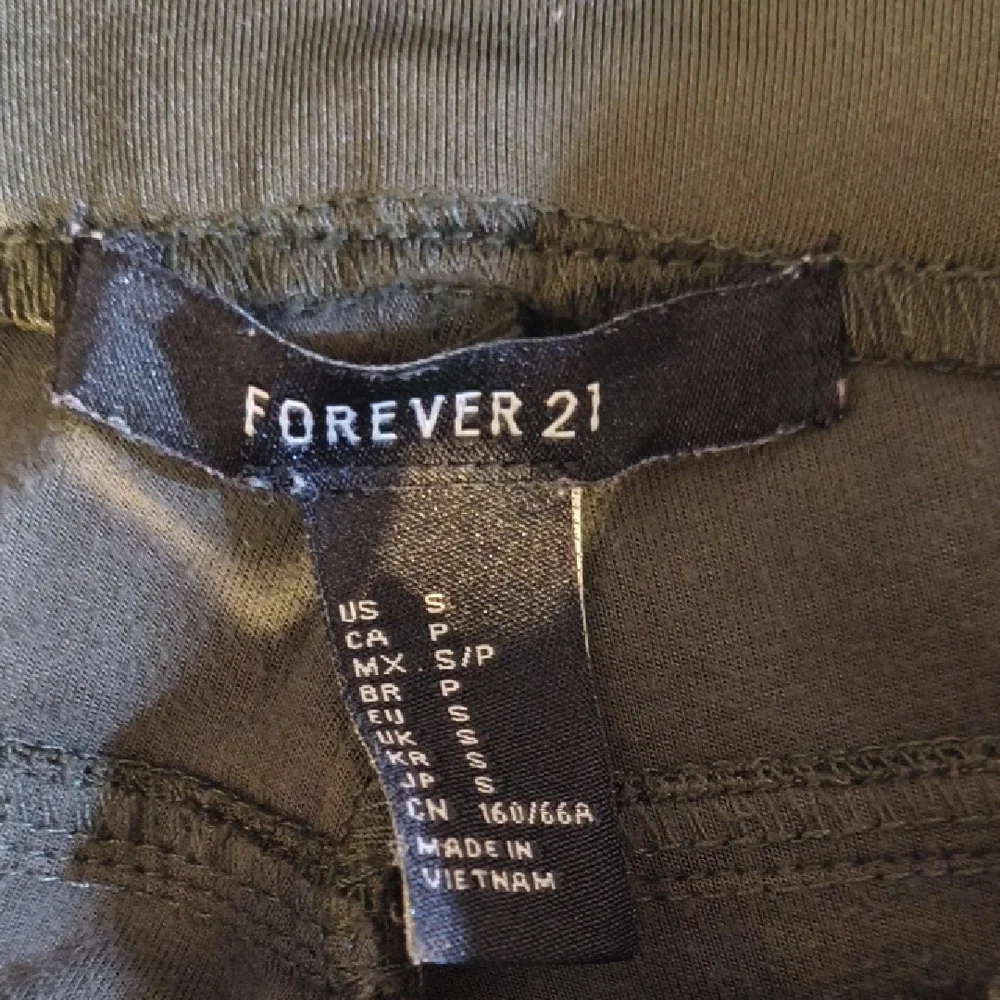 FOREVER 21
US S
CA P
MX . S/P
BR P
EU S
UK S
KR S
JP S
CN 160/66A
MADE IN
VIETNAM